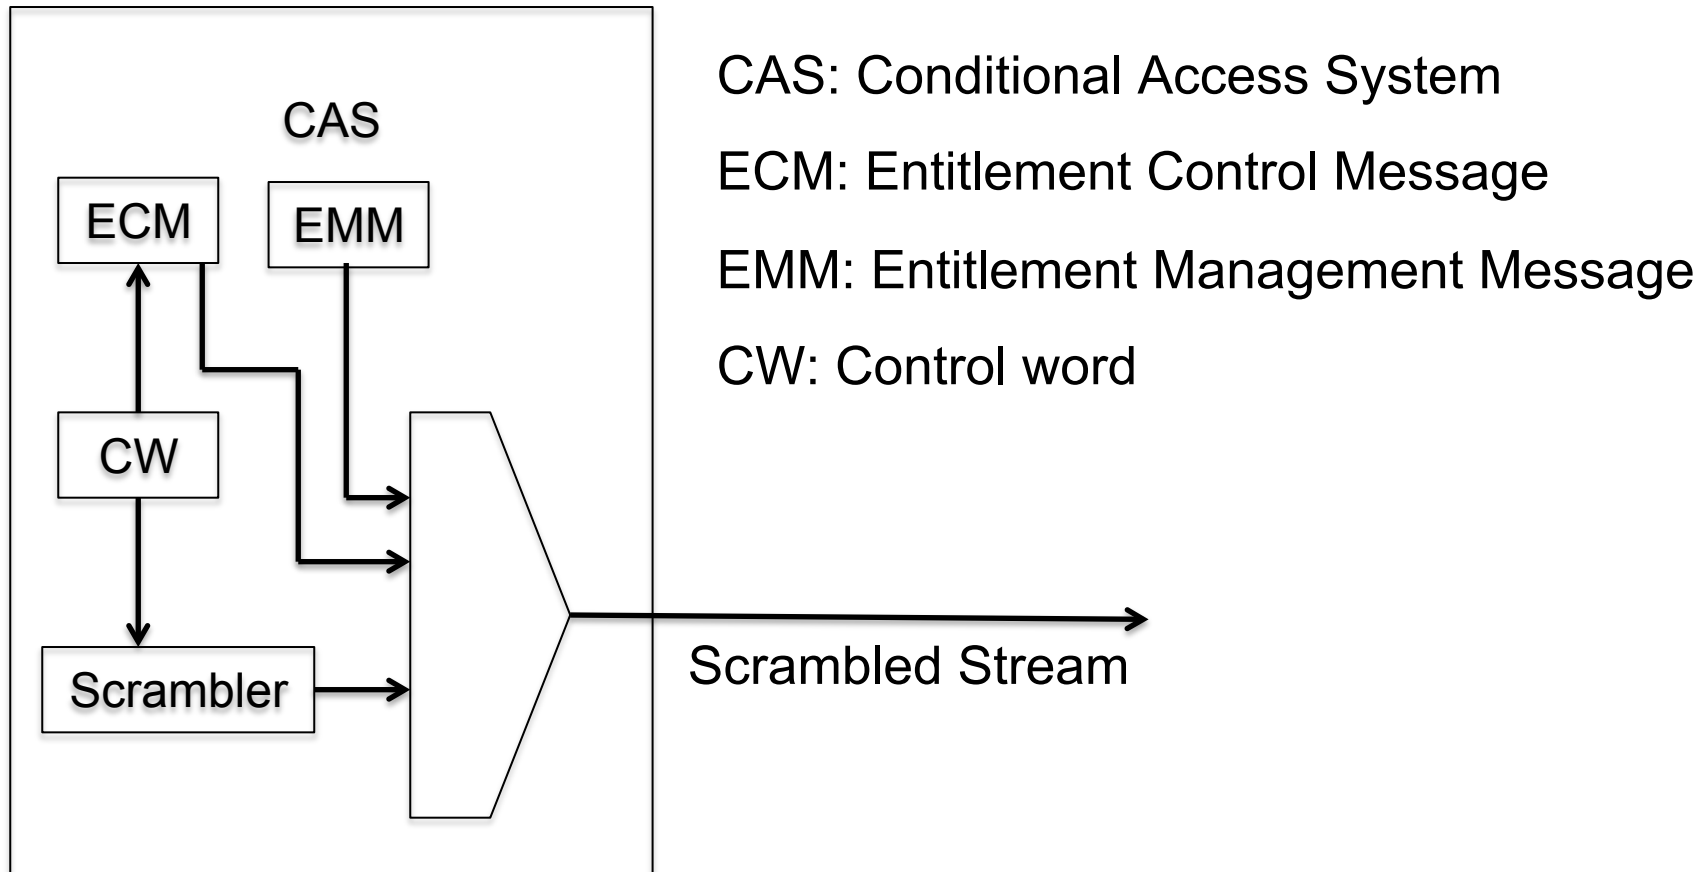 CAS
ECM
EMM
CW
Scrambler
CAS: Conditional Access System
ECM: Entitlement Control Message
EMM: Entitlement Management Message
CW: Control word
Scrambled Stream